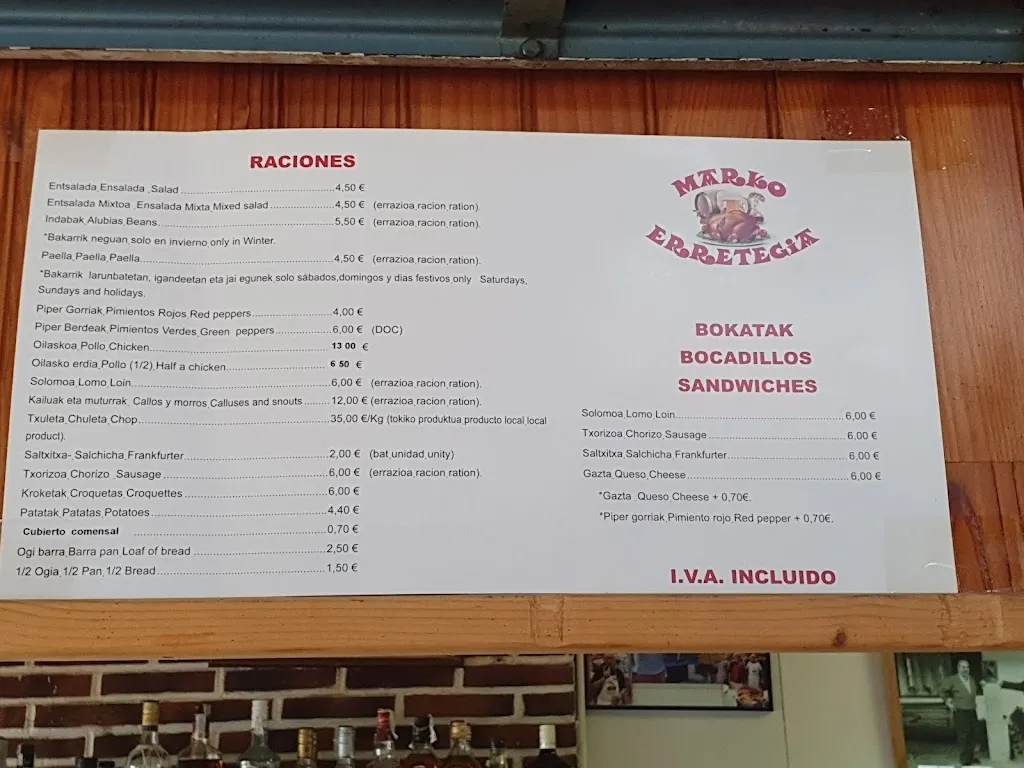 RACIONES
Entsalada,Ensalada ,Salad ................4,50 €
Entsalada Mixtoa ,Ensalada Mixta,Mixed salad ................4,50 € (errazioa,racion,ration).
Indabak,Alubias,Beans................5,50 € (errazioa,racion,ration).
*Bakarrik neguan,solo en invierno,only in Winter.
Paella,Paella,Paella................4,50 € (errazioa,racion,ration).
*Bakarrik larunbatetan, igandeetan eta jai egunek solo sábados,domingos y dias festivos,only Saturdays,
Sundays and holidays.
Piper Gorriak,Pimientos Rojos,Red peppers................4,00 €
Piper Berdeak,Pimientos Verdes,Green peppers................6,00 € (DOC)
Oilaskoa,Pollo,Chicken................13 00 €
Oilasko erdia,Pollo (1/2),Half a chicken................6 50 €
Solomoa,Lomo,Loin................6,00 € (errazioa,racion,ration).
Kailuak eta muturrak, Callos y morros,Calluses and snouts ........12,00 € (errazioa,racion,ration).
Txuleta,Chuleta,Chop................35,00 €/Kg (tokiko produktua,producto local,local
product).
Saltxitxa-,Salchicha,Frankfurter................2,00 € (bat,unidad,unity)
Txorizoa,Chorizo ,Sausage ................6,00 € (errazioa,racion,ration).
Kroketak,Croquetas,Croquettes................6,00 €
Patatak,Patatas,Potatoes................4,40 €
Cubierto comensal ................0,70 €
Ogi barra,Barra pan,Loaf of bread ................2,50 €
1/2 Ogia,1/2 Pan,1/2 Bread................1,50 €
MARKO
ERRETEGIA
BOKATAK
BOCADILLOS
SANDWICHES
Solomoa,Lomo,Loin................6,00 €
Txorizoa,Chorizo,Sausage................6,00 €
Saltxitxa,Salchicha,Frankfurter................6,00 €
Gazta,Queso,Cheese................6,00 €
*Gazta ,Queso,Cheese + 0,70€.
*Piper gorriak,Pimiento rojo,Red pepper + 0,70€.
I.V.A. INCLUIDO